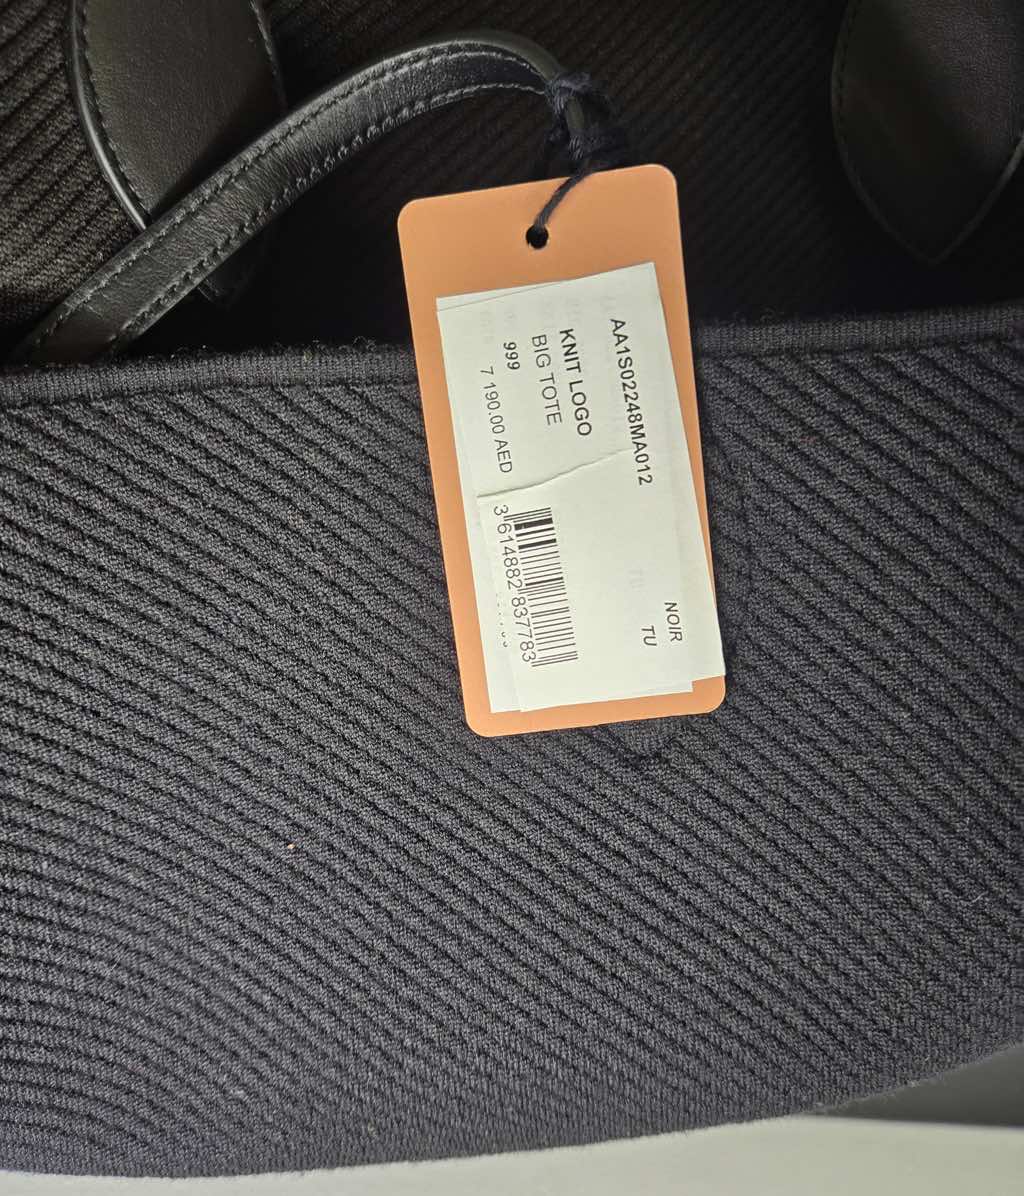 AA1S02248MA012
KNIT LOGO
BIG TOTE
999
7 190.00 AED
NOIR
TU
3 614882 837783